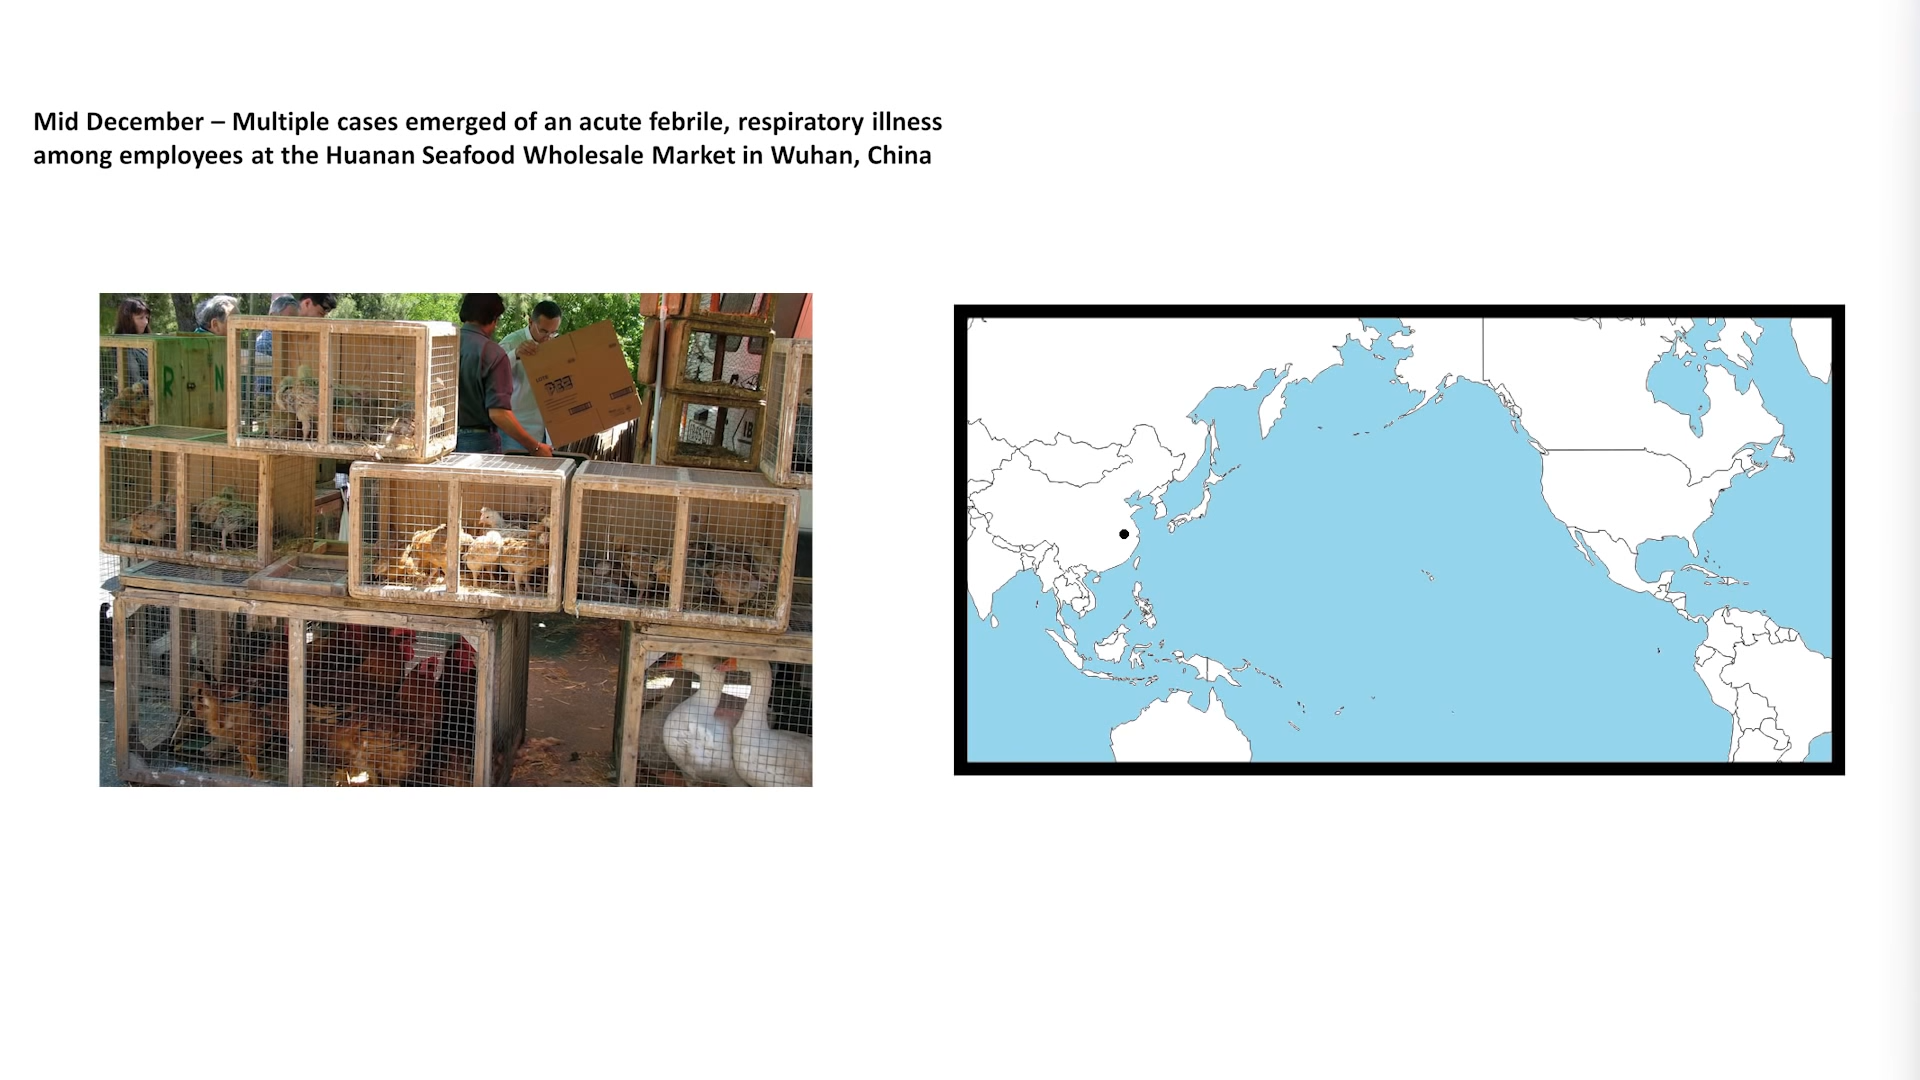 Mid December – Multiple cases emerged of an acute febrile, respiratory illness
among employees at the Huanan Seafood Wholesale Market in Wuhan, China
R N